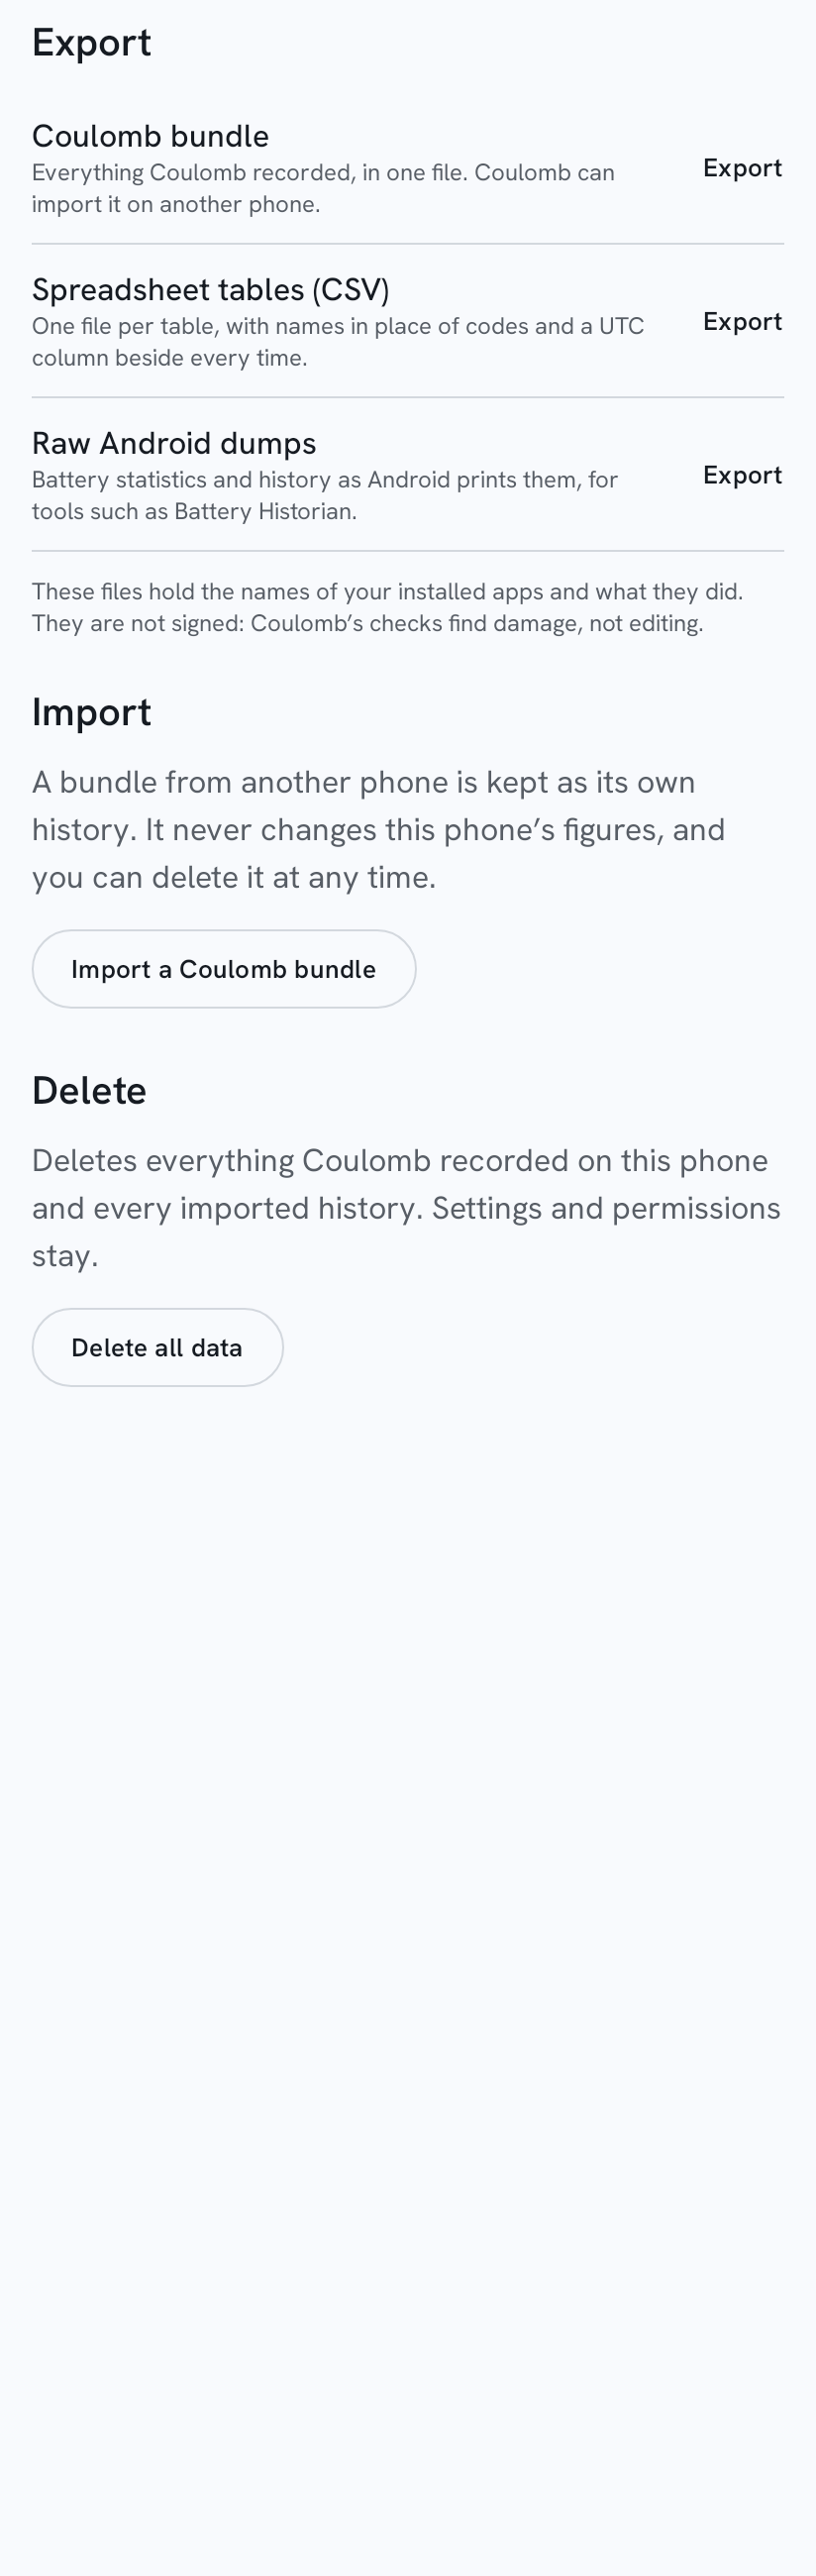 Export
Coulomb bundle
Everything Coulomb recorded, in one file. Coulomb can
import it on another phone.
Export
Spreadsheet tables (CSV)
One file per table, with names in place of codes and a UTC
column beside every time.
Export
Raw Android dumps
Battery statistics and history as Android prints them, for
tools such as Battery Historian.
Export
These files hold the names of your installed apps and what they did.
They are not signed: Coulomb’s checks find damage, not editing.
Import
A bundle from another phone is kept as its own
history. It never changes this phone’s figures, and
you can delete it at any time.
Import a Coulomb bundle
Delete
Deletes everything Coulomb recorded on this phone
and every imported history. Settings and permissions
stay.
Delete all data